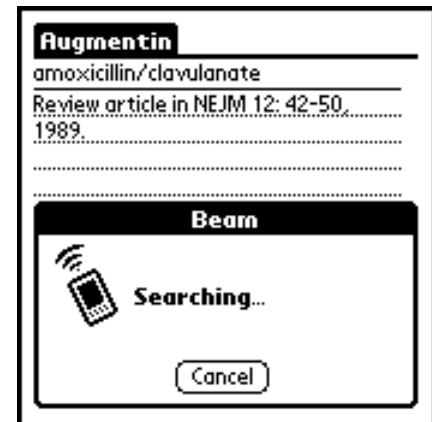 Augmentin
amoxicillin/clavulanate
Review article in NEJM 12: 42-50,
1989.
Beam
Searching...
Cancel